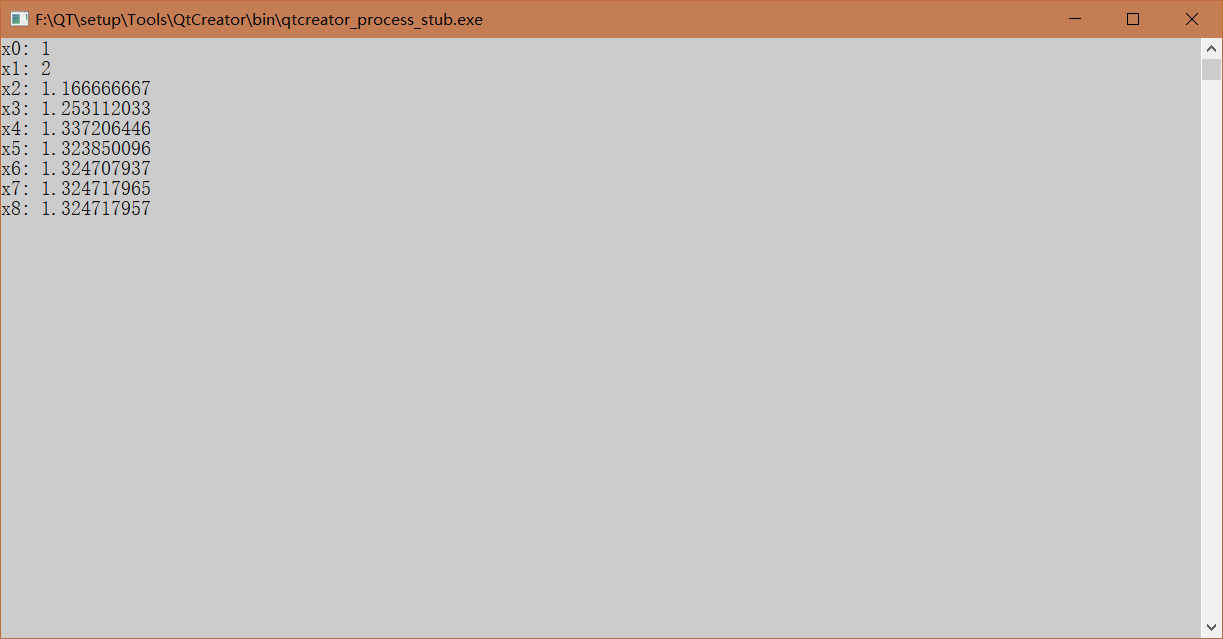 F:\QT\setup\Tools\QtCreator\bin\qtcreator_process_stub.exe
x0: 1
x1: 2
x2: 1.166666667
x3: 1.253112033
x4: 1.337206446
x5: 1.323850096
x6: 1.324707937
x7: 1.324717965
x8: 1.324717957